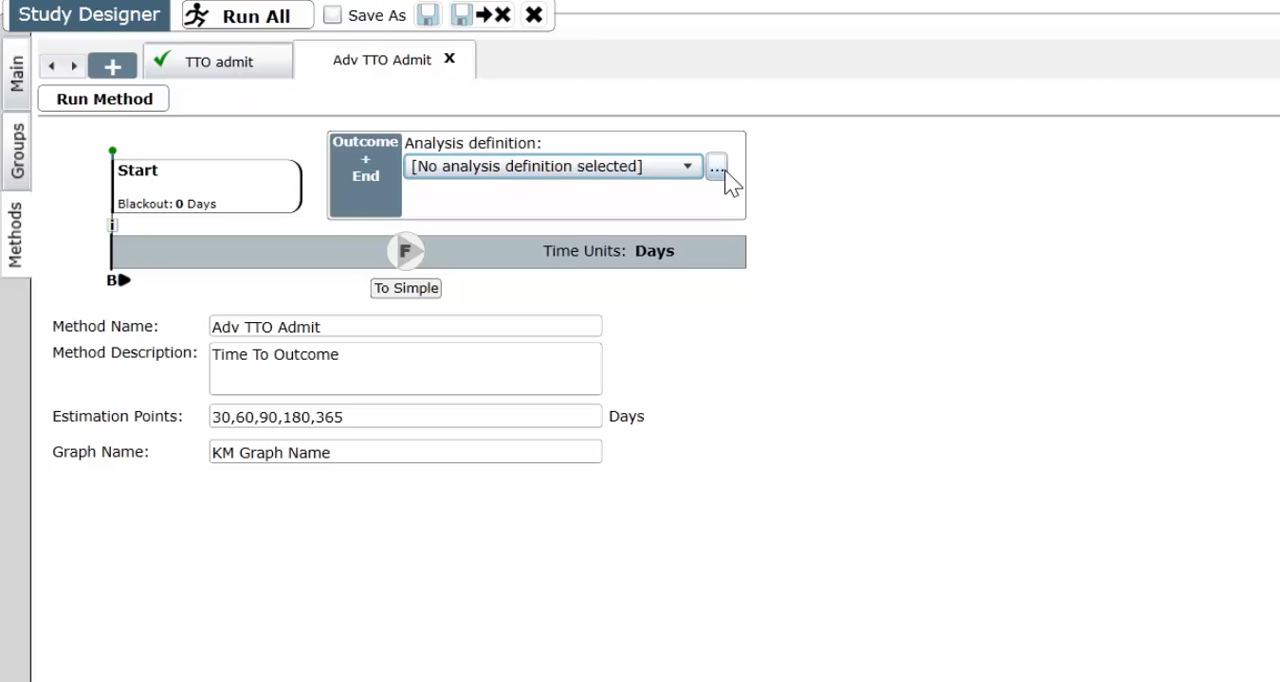 Study Designer
Run All
Save As
Main
Groups
Methods
+
TTO admit
Adv TTO Admit x
Run Method
Start
Blackout: 0 Days
i
B
Outcome
+
End
Analysis definition:
[No analysis definition selected]
...
F
Time Units: Days
To Simple
Method Name: Adv TTO Admit
Method Description: Time To Outcome
Estimation Points: 30,60,90,180,365 Days
Graph Name: KM Graph Name